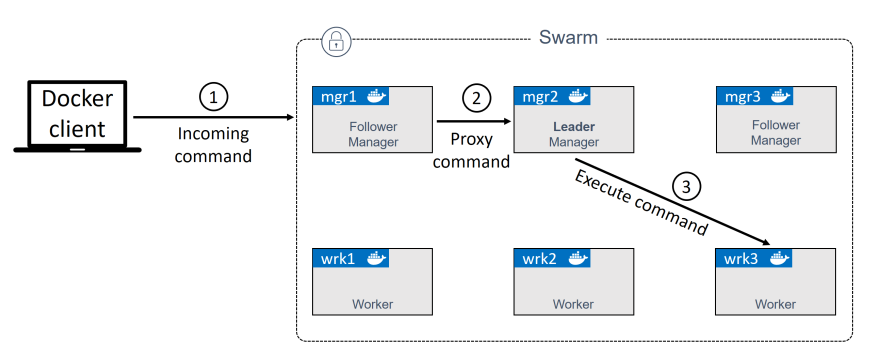 Swarm
Docker
client
1
Incoming
command
mgr1
Follower
Manager
2
Proxy
command
mgr2
Leader
Manager
mgr3
Follower
Manager
3
Execute command
wrk1
Worker
wrk2
Worker
wrk3
Worker